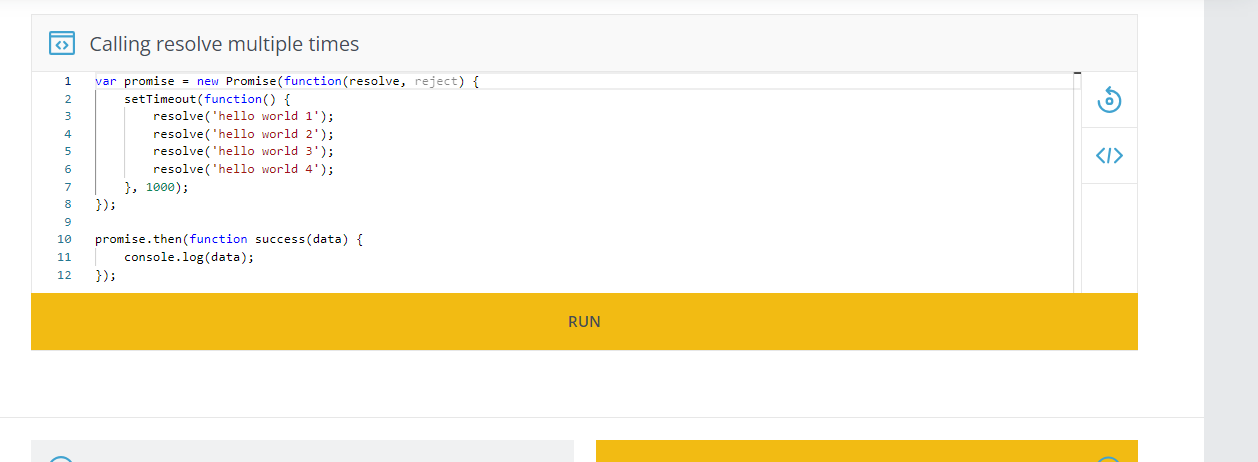 Calling resolve multiple times
1 var promise = new Promise(function(resolve, reject) {
2     setTimeout(function() {
3         resolve('hello world 1');
4         resolve('hello world 2');
5         resolve('hello world 3');
6         resolve('hello world 4');
7     }, 1000);
8 });
9
10 promise.then(function success(data) {
11     console.log(data);
12 });
RUN